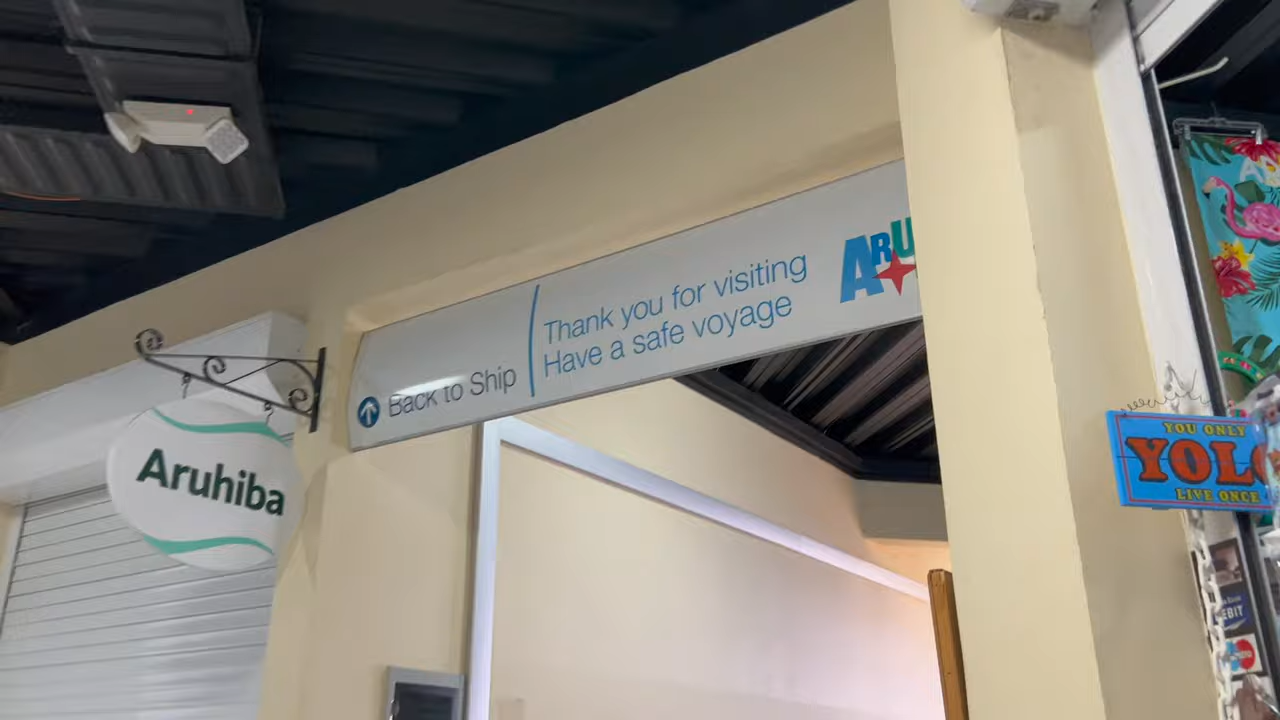 Back to Ship
Thank you for visiting
Have a safe voyage
ARU
Aruhiba
YOU ONLY
YOLO
LIVE ONCE